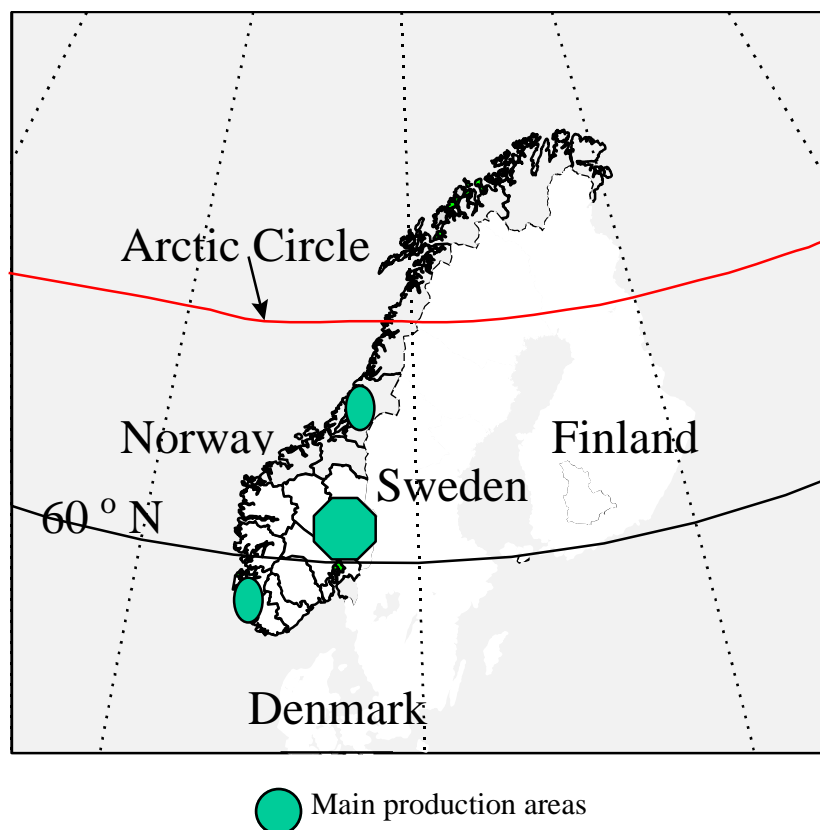 Arctic Circle
Norway
Finland
Sweden
60 o N
Denmark
Main production areas